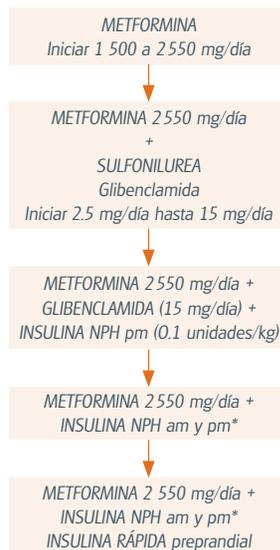 METFORMINA
Iniciar 1 500 a 2 550 mg/día
METFORMINA 2 550 mg/día
+
SULFONILUREA
Glibenclamida
Iniciar 2.5 mg/día hasta 15 mg/día
METFORMINA 2 550 mg/día +
GLIBENCLAMIDA (15 mg/día) +
INSULINA NPH pm (0.1 unidades/kg)
METFORMINA 2 550 mg/día +
INSULINA NPH am y pm*
METFORMINA 2 550 mg/día +
INSULINA NPH am y pm*
INSULINA RÁPIDA preprandial